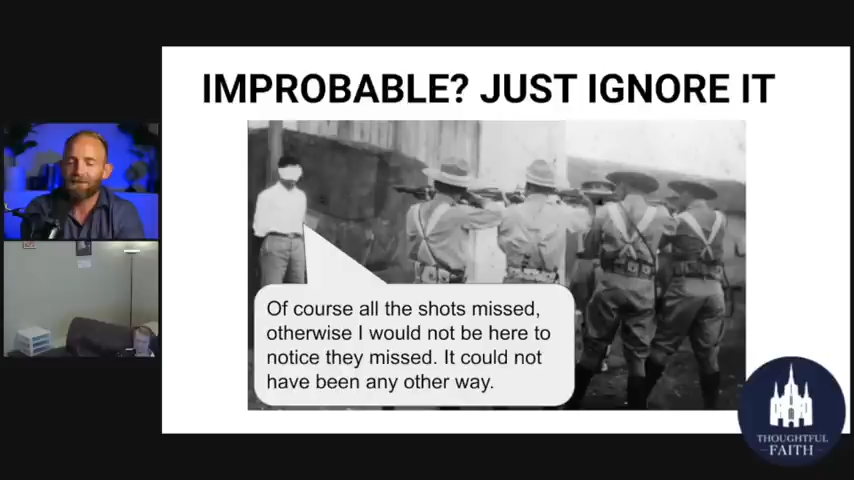 IMPROBABLE? JUST IGNORE IT
Of course all the shots missed,
otherwise I would not be here to
notice they missed. It could not
have been any other way.
THOUGHTFUL
FAITH